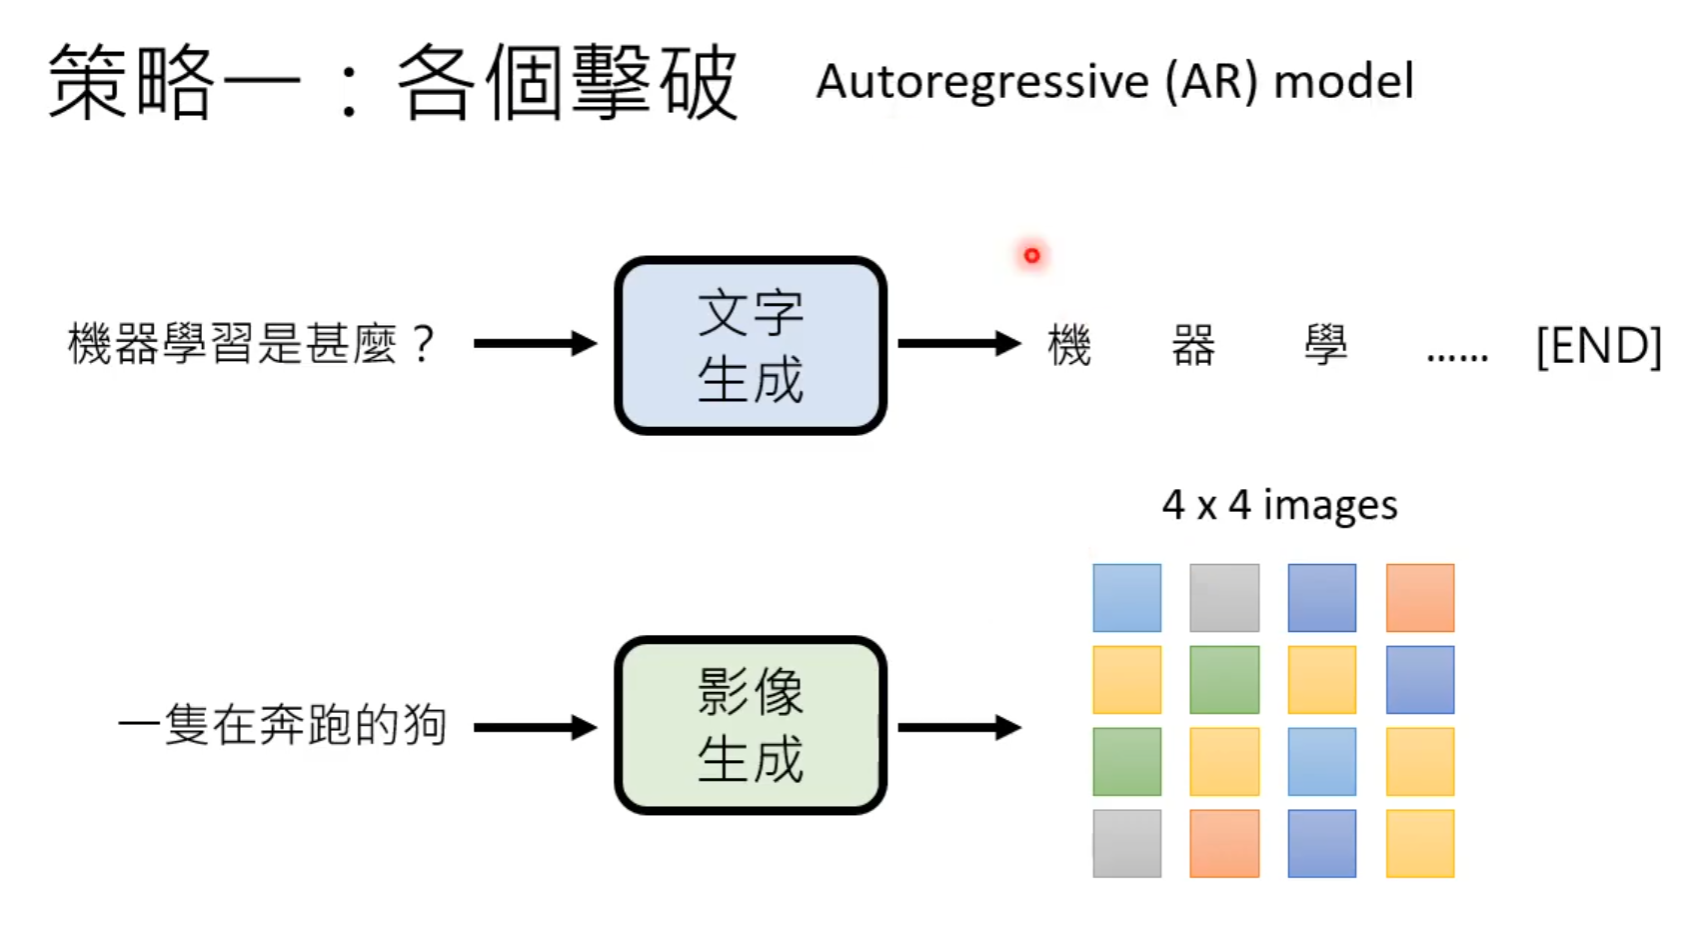 策略一：各個擊破 Autoregressive (AR) model
機器學習是甚麼？
文字
生成
機 器 學 …… [END]
4 x 4 images
一隻在奔跑的狗
影像
生成